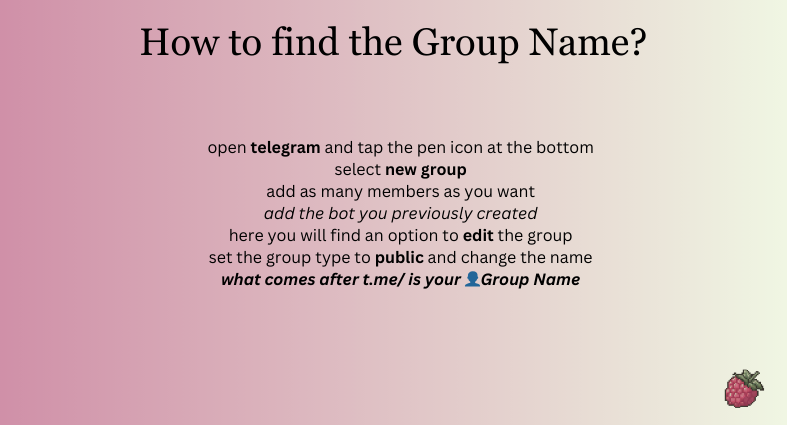 How to find the Group Name?
open telegram and tap the pen icon at the bottom
select new group
add as many members as you want
add the bot you previously created
here you will find an option to edit the group
set the group type to public and change the name
what comes after t.me/ is your 👤Group Name